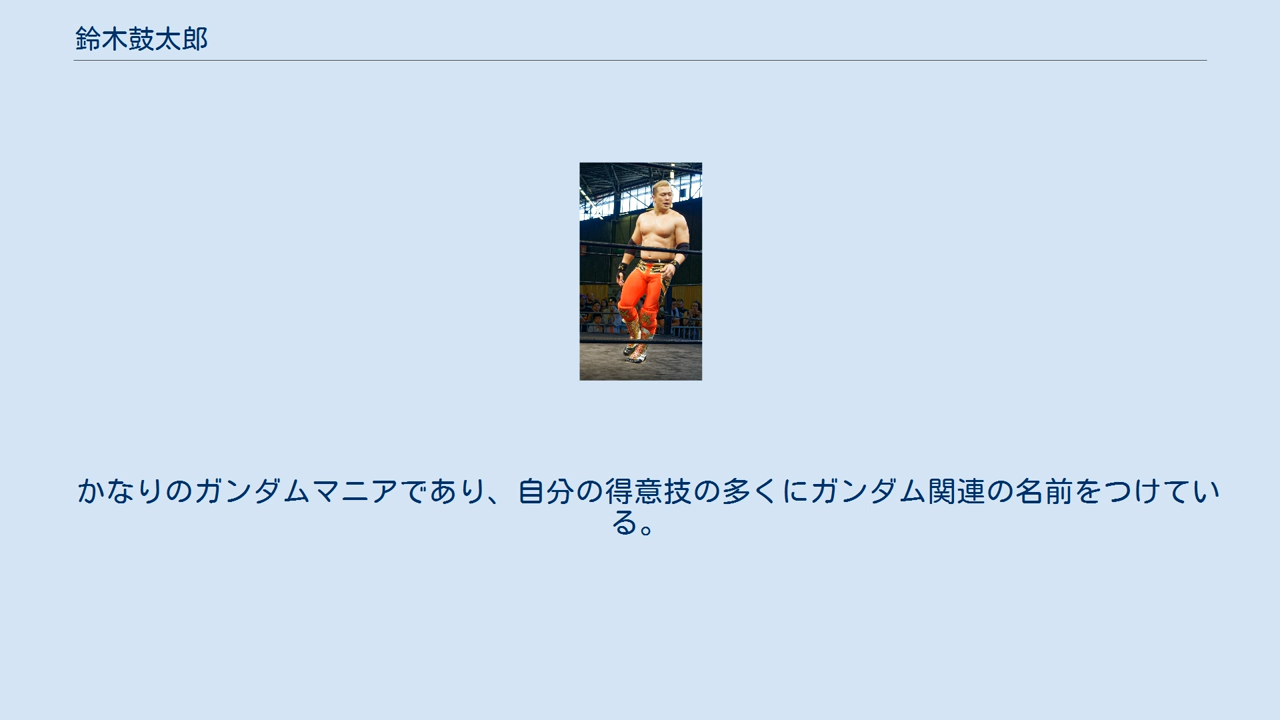 鈴木鼓太郎
かなりのガンダムマニアであり、自分の得意技の多くにガンダム関連の名前をつけてい
る。